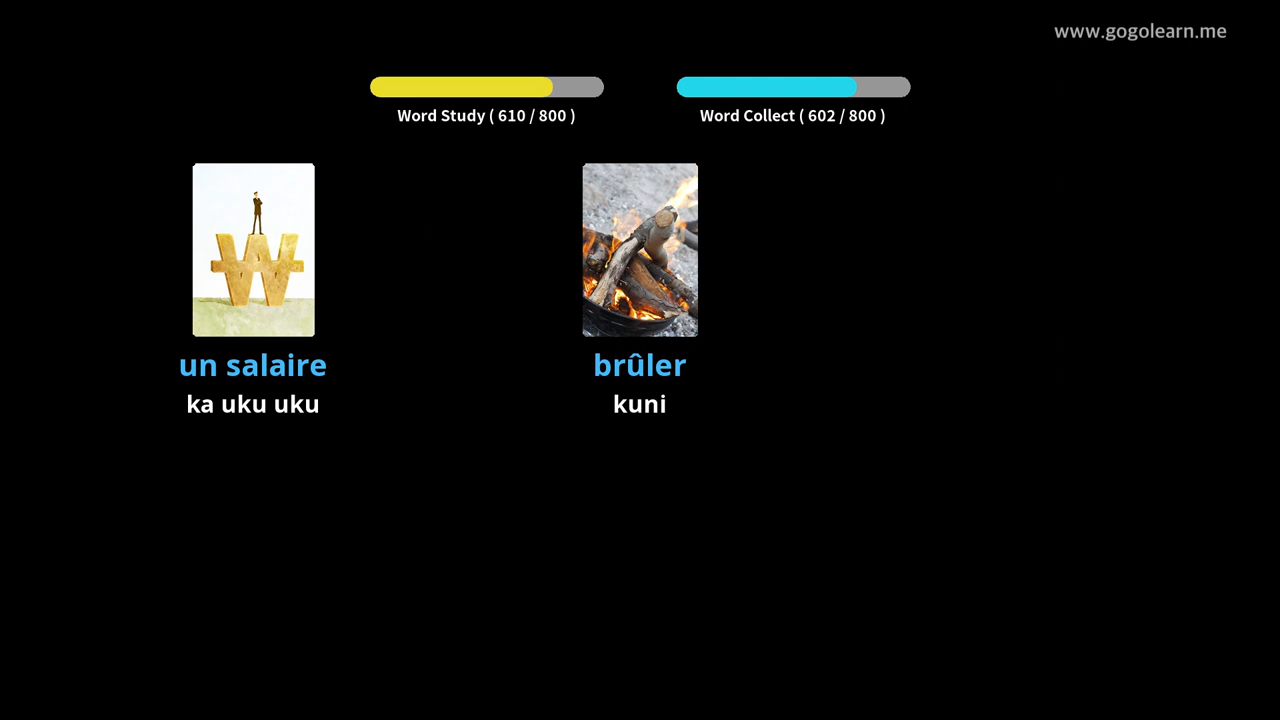 www.gogolearn.me
Word Study ( 610 / 800 )
Word Collect ( 602 / 800 )
un salaire
ka uku uku
brûler
kuni